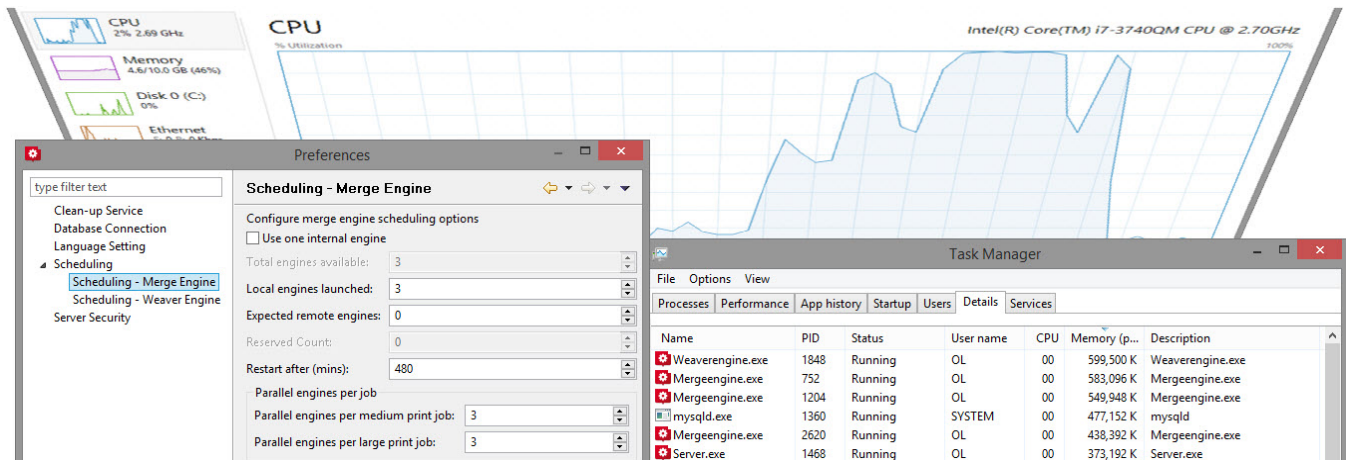 CPU
2% 2.69 GHz
Memory
4.6/10.0 GB (46%)
Disk 0 (C:)
0%
Ethernet
CPU
Intel(R) Core(TM) i7-3740QM CPU @ 2.70GHz
% Utilization
100%
Preferences
type filter text
Clean-up Service
Database Connection
Language Setting
Scheduling
Scheduling - Merge Engine
Scheduling - Weaver Engine
Server Security
Scheduling - Merge Engine
Configure merge engine scheduling options
Use one internal engine
Total engines available: 3
Local engines launched: 3
Expected remote engines: 0
Reserved Count: 0
Restart after (mins): 480
Parallel engines per job
Parallel engines per medium print job: 3
Parallel engines per large print job: 3
Task Manager
File Options View
Processes Performance App history Startup Users Details Services
Name PID Status User name CPU Memory (p... Description
Weaverengine.exe 1848 Running OL 00 599,500 K Weaverengine.exe
Mergeengine.exe 752 Running OL 00 583,096 K Mergeengine.exe
Mergeengine.exe 1204 Running OL 00 549,948 K Mergeengine.exe
mysqld.exe 1360 Running SYSTEM 00 477,152 K mysqld
Mergeengine.exe 2620 Running OL 00 438,392 K Mergeengine.exe
Server.exe 1468 Running OL 00 373,192 K Server.exe